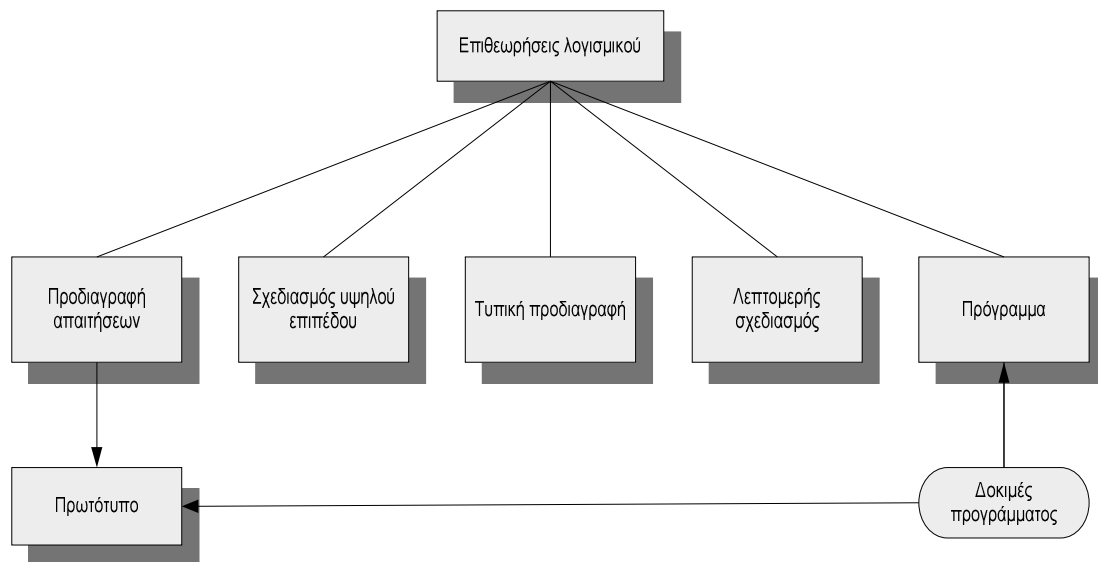 Επιθεωρήσεις λογισμικού
Προδιαγραφή
απαιτήσεων
Σχεδιασμός υψηλού
επιπέδου
Τυπική προδιαγραφή
Λεπτομερής
σχεδιασμός
Πρόγραμμα
Πρωτότυπο
Δοκιμές
προγράμματος